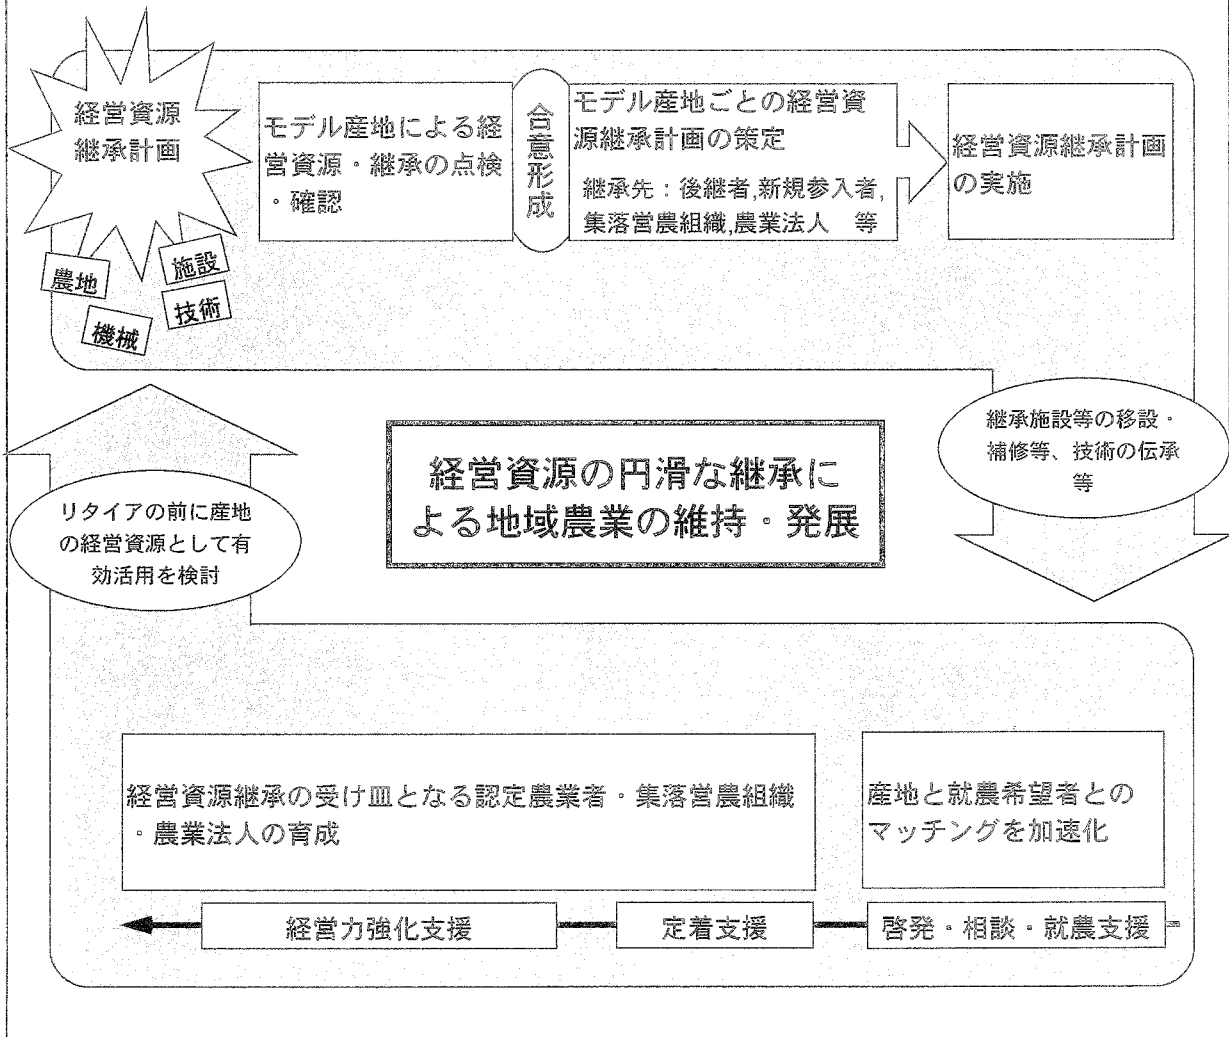 経営資源
継承計画
農地
施設
機械
技術
モデル産地による経
営資源・継承の点検
・確認
合意形成
モデル産地ごとの経営資
源継承計画の策定
継承先：後継者,新規参入者,
集落営農組織,農業法人　等
経営資源継承計画
の実施
継承施設等の移設・
補修等、技術の伝承
等
経営資源の円滑な継承に
よる地域農業の維持・発展
リタイアの前に産地
の経営資源として有
効活用を検討
経営資源継承の受け皿となる認定農業者・集落営農組織
・農業法人の育成
産地と就農希望者との
マッチングを加速化
経営力強化支援
定着支援
啓発・相談・就農支援